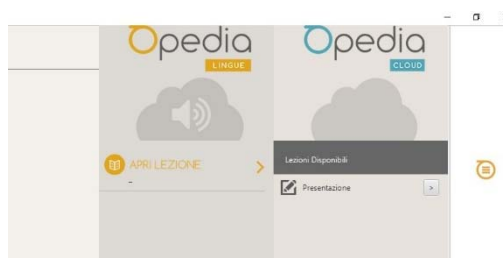 Opedia
LINGUE
APRI LEZIONE
-
Opedia
CLOUD
Lezioni Disponibili
Presentazione
>